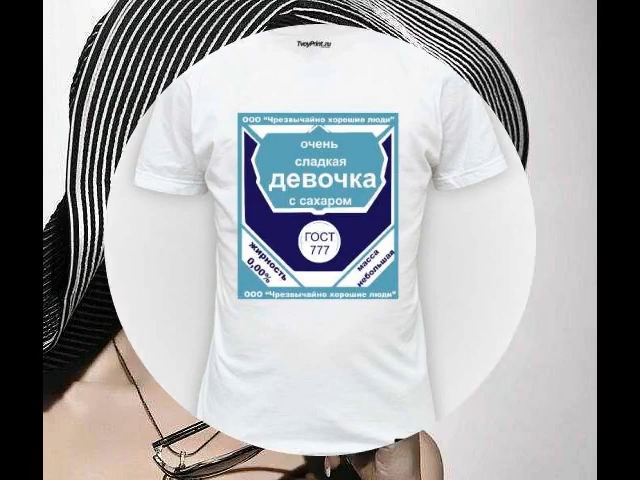 TvoyPrint.ru
ООО "Чрезвычайно хорошие люди"
очень
сладкая
девочка
с сахаром
ГОСТ
777
жирность
0,00%
масса
небольшая
ООО "Чрезвычайно хорошие люди"